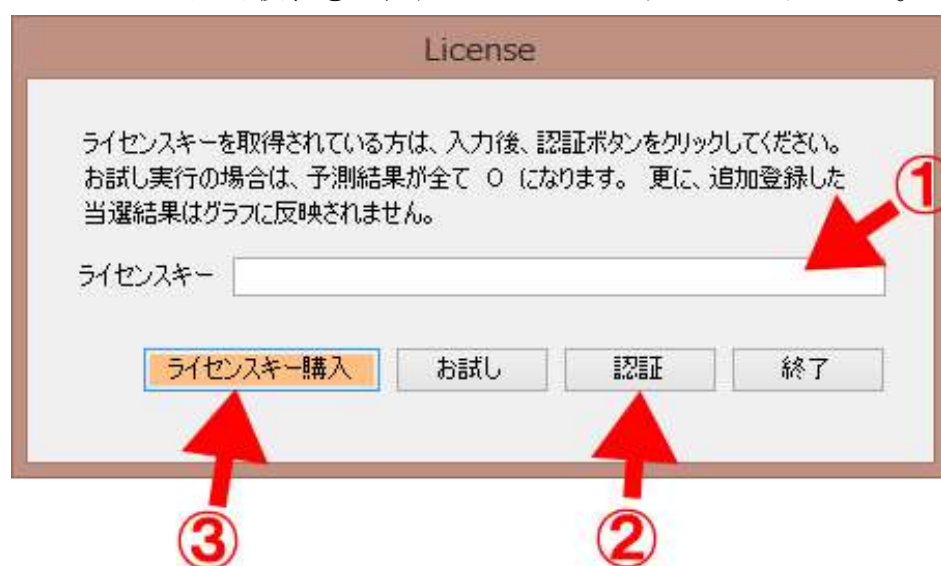 License
ライセンスキーを取得されている方は、入力後、認証ボタンをクリックしてください。
お試し実行の場合は、予測結果が全て 0 になります。 更に、追加登録した
当選結果はグラフに反映されません。
①
ライセンスキー
ライセンスキー購入 お試し 認証 終了
③ ②